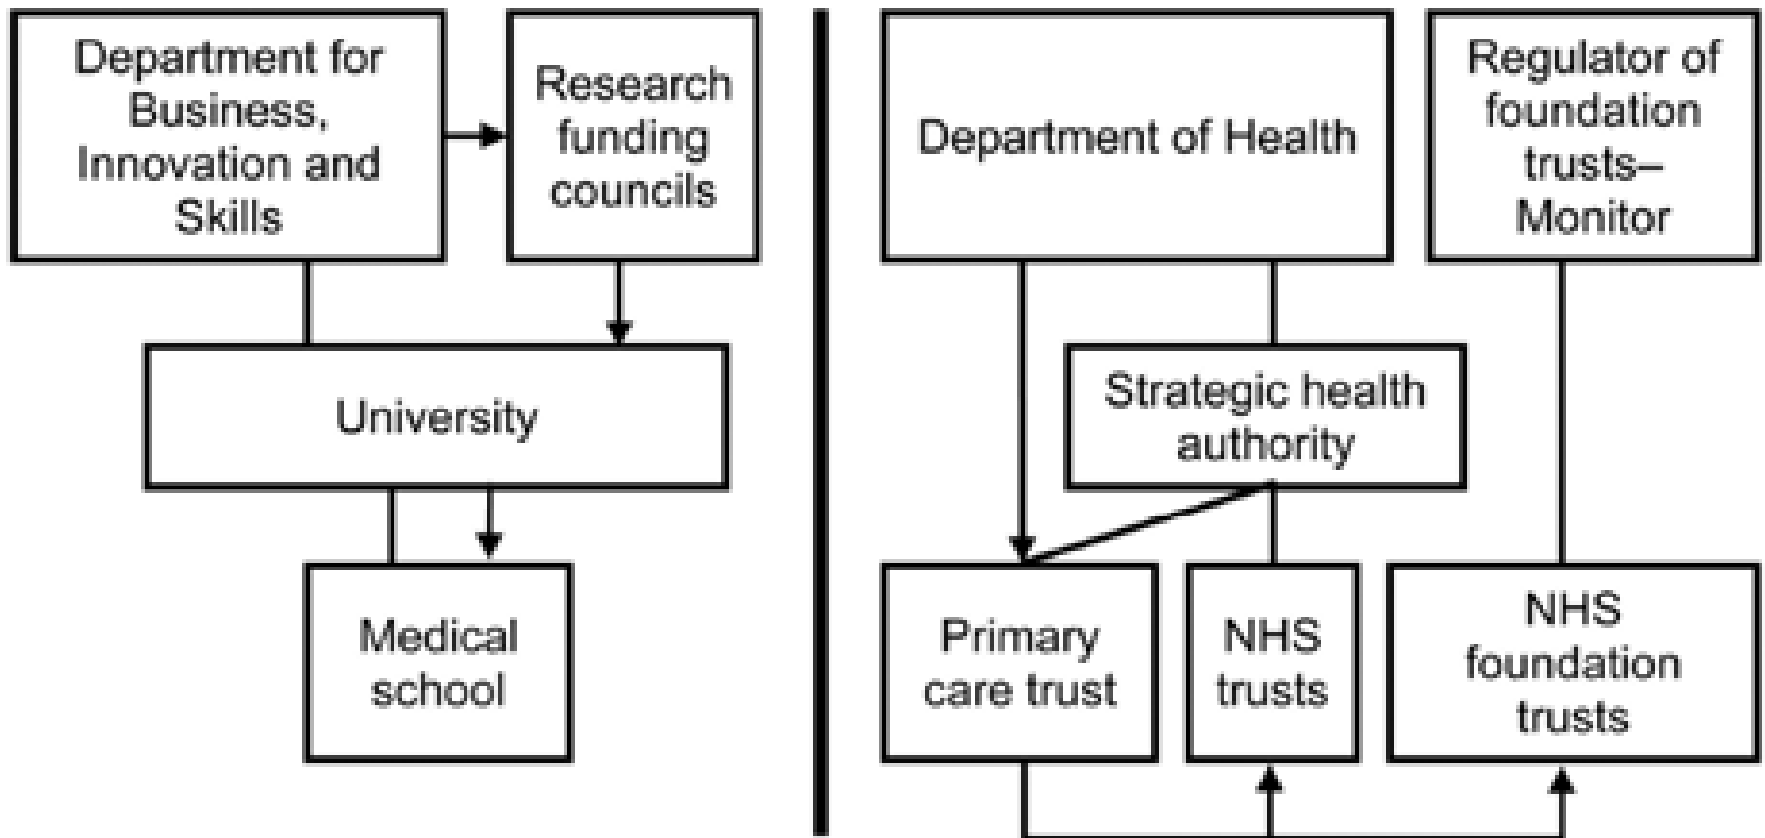 Department for
Business,
Innovation and
Skills
Research
funding
councils
University
Medical
school
Department of Health
Regulator of
foundation
trusts–
Monitor
Strategic health
authority
Primary
care trust
NHS
trusts
NHS
foundation
trusts